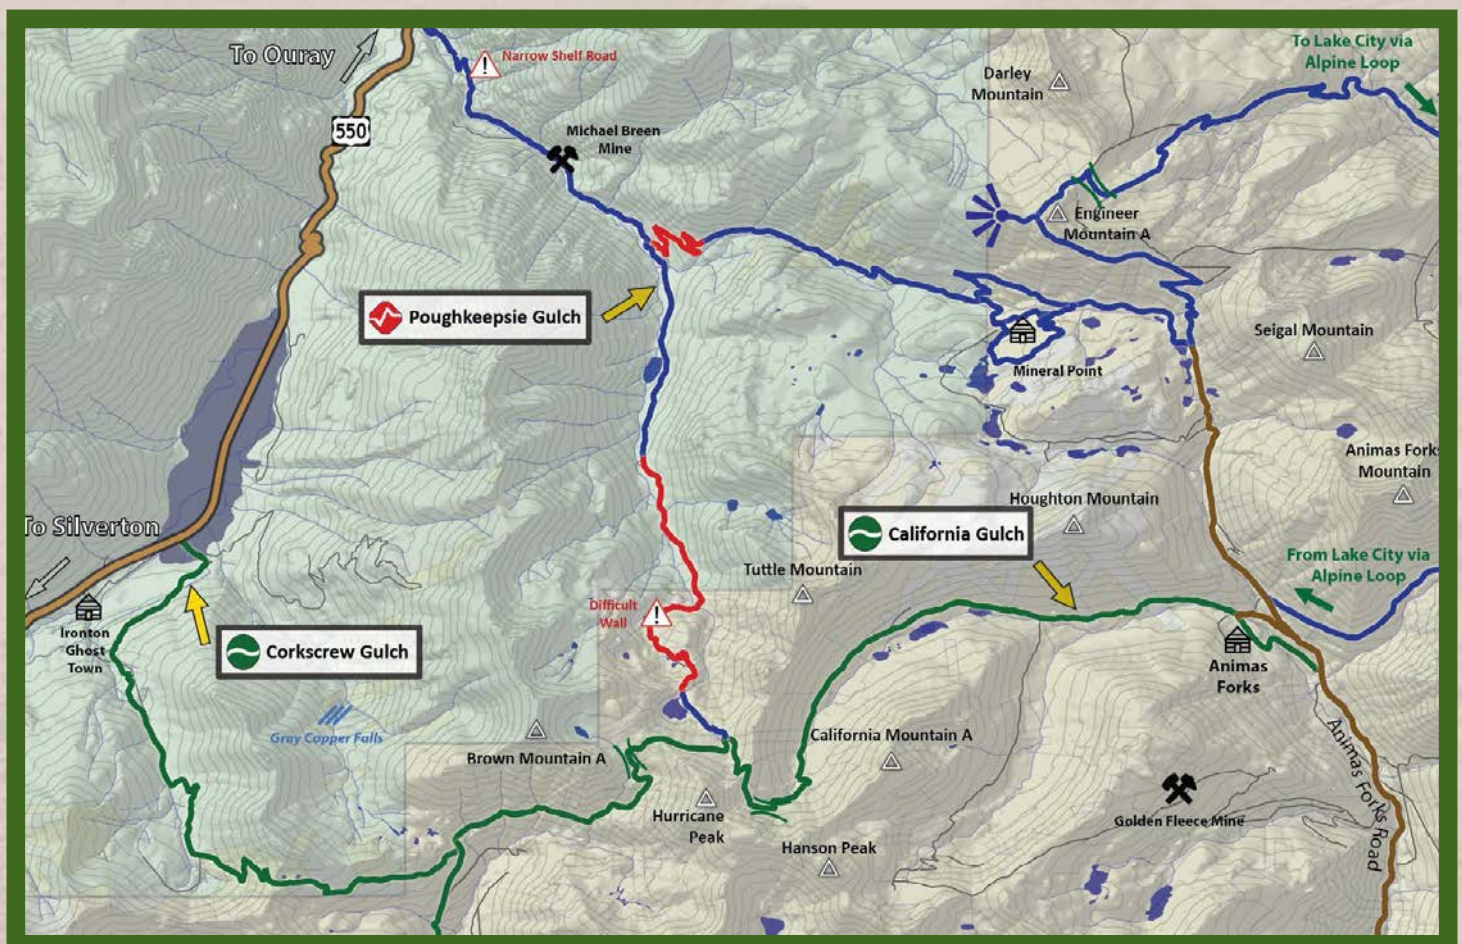 To Ouray
Narrow Shelf Road
550
Michael Breen
Mine
Darley
Mountain
To Lake City via
Alpine Loop
Engineer
Mountain A
Poughkeepsie Gulch
Mineral Point
Seigal Mountain
Animas Forks
Mountain
Houghton Mountain
California Gulch
To Silverton
Tuttle Mountain
From Lake City via
Alpine Loop
Difficult
Wall
Ironton
Ghost
Town
Corkscrew Gulch
Animas
Forks
Gray Copper Falls
Brown Mountain A
California Mountain A
Animas Forks Road
Hurricane
Peak
Golden Fleece Mine
Hanson Peak